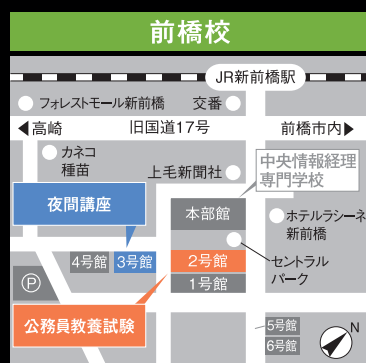 前橋校
JR新前橋駅
フォレストモール新前橋
交番
◀高崎
旧国道17号
前橋市内▶
カネコ
種苗
上毛新聞社
中央情報経理
専門学校
夜間講座
本部館
ホテルラシーネ
新前橋
4号館
3号館
2号館
セントラル
パーク
P
1号館
公務員教養試験
5号館
6号館
N